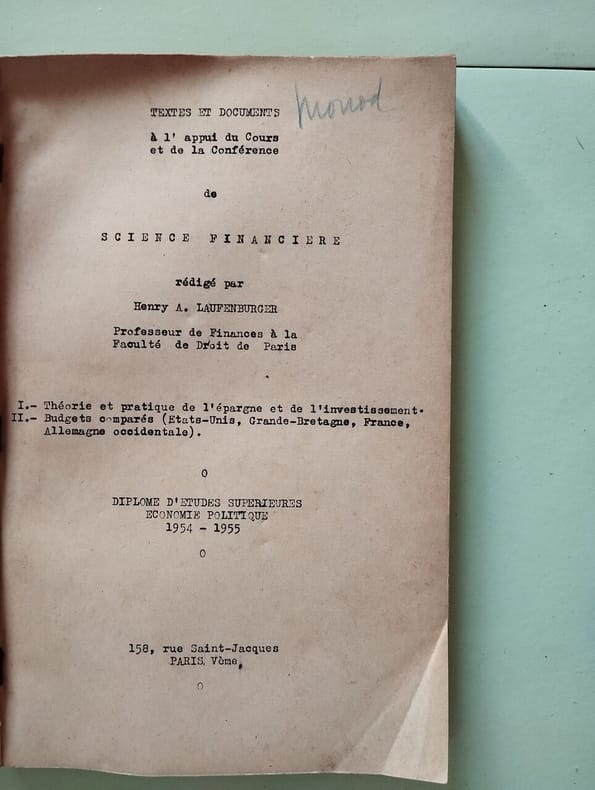 Monod
TEXTES ET DOCUMENTS
à l' appui du Cours
et de la Conférence
de
SCIENCE FINANCIERE
rédigé par
Henry A. LAUFENBURGER
Professeur de Finances à la
Faculté de Droit de Paris
I.- Théorie et pratique de l'épargne et de l'investissement.
II.- Budgets comparés (Etats-Unis, Grande-Bretagne, France,
Allemagne occidentale).
O
DIPLOME D'ETUDES SUPERIEURES
ECONOMIE POLITIQUE
1954 - 1955
O
158, rue Saint-Jacques
PARIS, Vème,
O